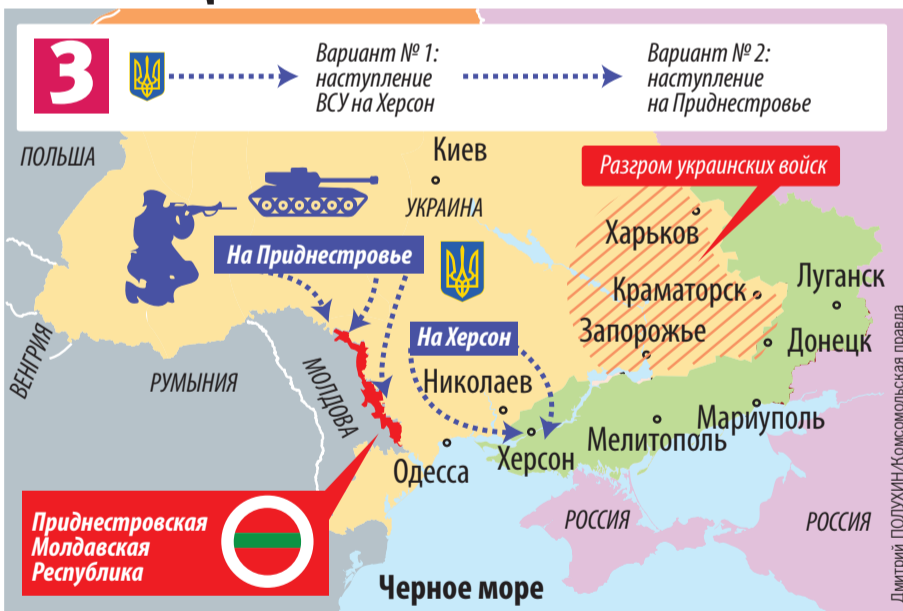 3
Вариант № 1:
наступление
ВСУ на Херсон
Вариант № 2:
наступление
на Приднестровье
ПОЛЬША
Киев
УКРАИНА
Разгром украинских войск
Харьков
На Приднестровье
Краматорск
Луганск
Запорожье
Донецк
На Херсон
ВЕНГРИЯ
РУМЫНИЯ
МОЛДОВА
Николаев
Мариуполь
Мелитополь
Херсон
Одесса
Приднестровская
Молдавская
Республика
РОССИЯ
РОССИЯ
Черное море
Дмитрий ПОЛУХИН/Комсомольская правда